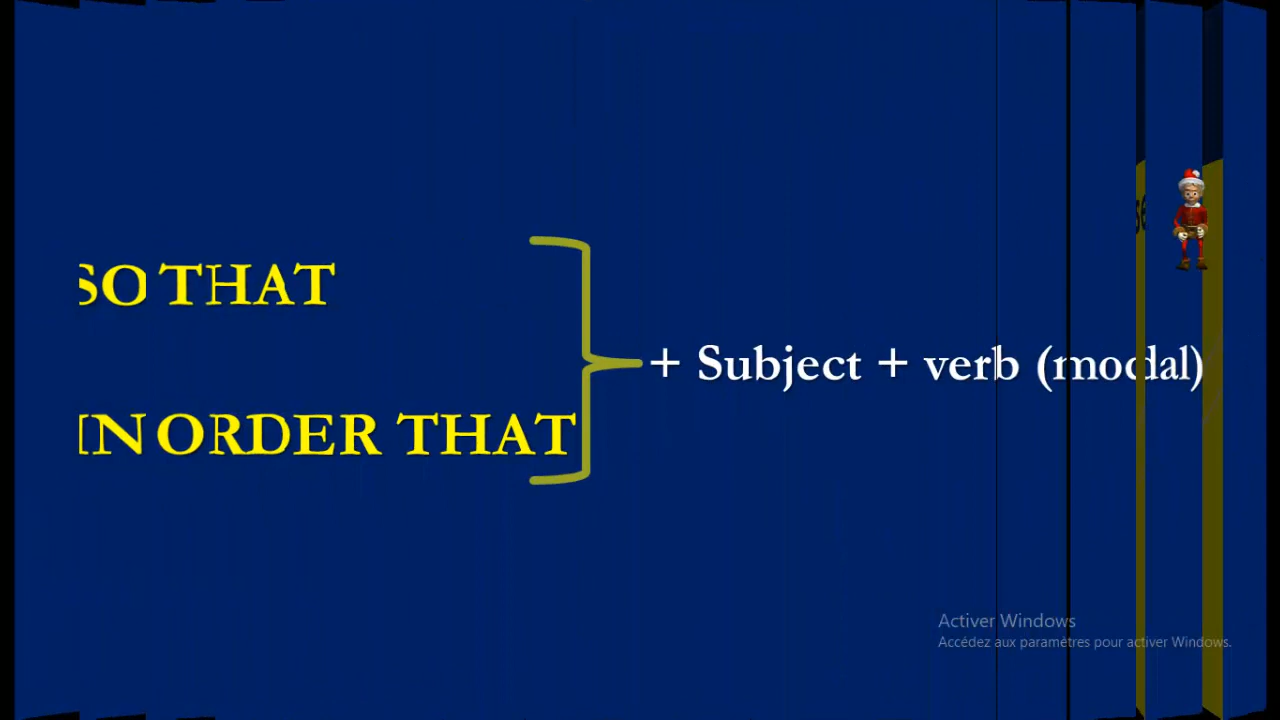 SO THAT
+ Subject + verb (modal)
IN ORDER THAT
Activer Windows
Accédez aux paramètres pour activer Windows.